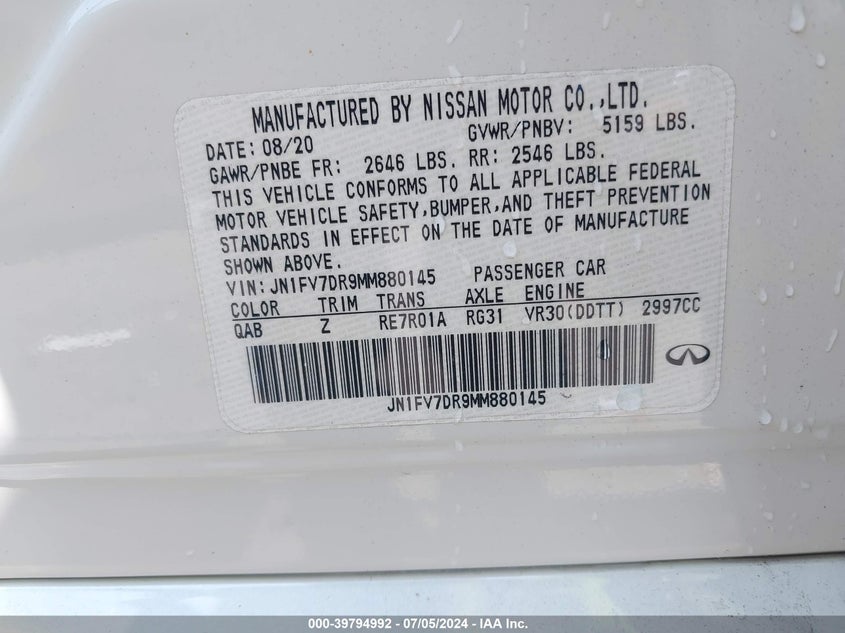 MANUFACTURED BY NISSAN MOTOR CO.,LTD.
DATE: 08/20 GVWR/PNBV: 5159 LBS.
GAWR/PNBE FR: 2646 LBS. RR: 2546 LBS.
THIS VEHICLE CONFORMS TO ALL APPLICABLE FEDERAL
MOTOR VEHICLE SAFETY,BUMPER,AND THEFT PREVENTION
STANDARDS IN EFFECT ON THE DATE OF MANUFACTURE
SHOWN ABOVE.
VIN: JN1FV7DR9MM880145 PASSENGER CAR
COLOR TRIM TRANS AXLE ENGINE
QAB Z RE7R01A RG31 VR30(DDTT) 2997CC
JN1FV7DR9MM880145
000-39794992 - 07/05/2024 - IAA Inc.